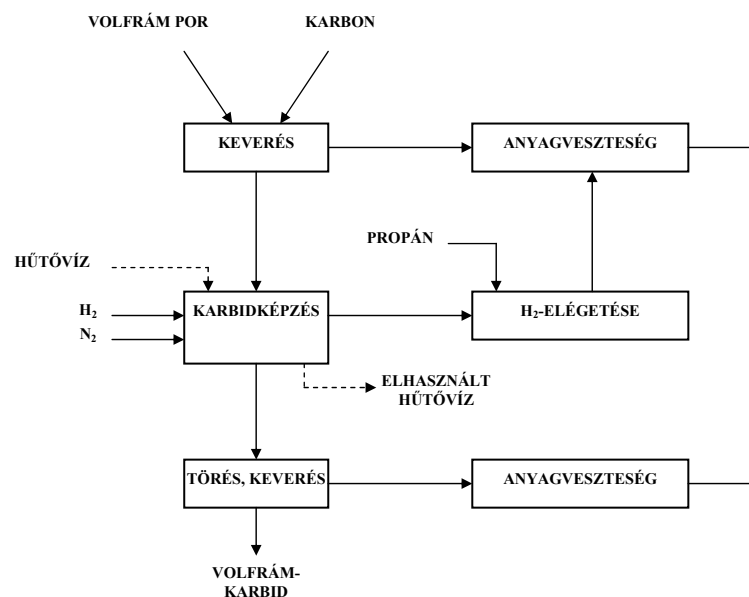 VOLFRÁM POR
KARBON
KEVERÉS
ANYAGVESZTESÉG
PROPÁN
HŰTŐVÍZ
H₂
N₂
KARBIDKÉPZÉS
H₂-ELÉGETÉSE
ELHASZNÁLT
HŰTŐVÍZ
TÖRÉS, KEVERÉS
ANYAGVESZTESÉG
VOLFRÁM-
KARBID